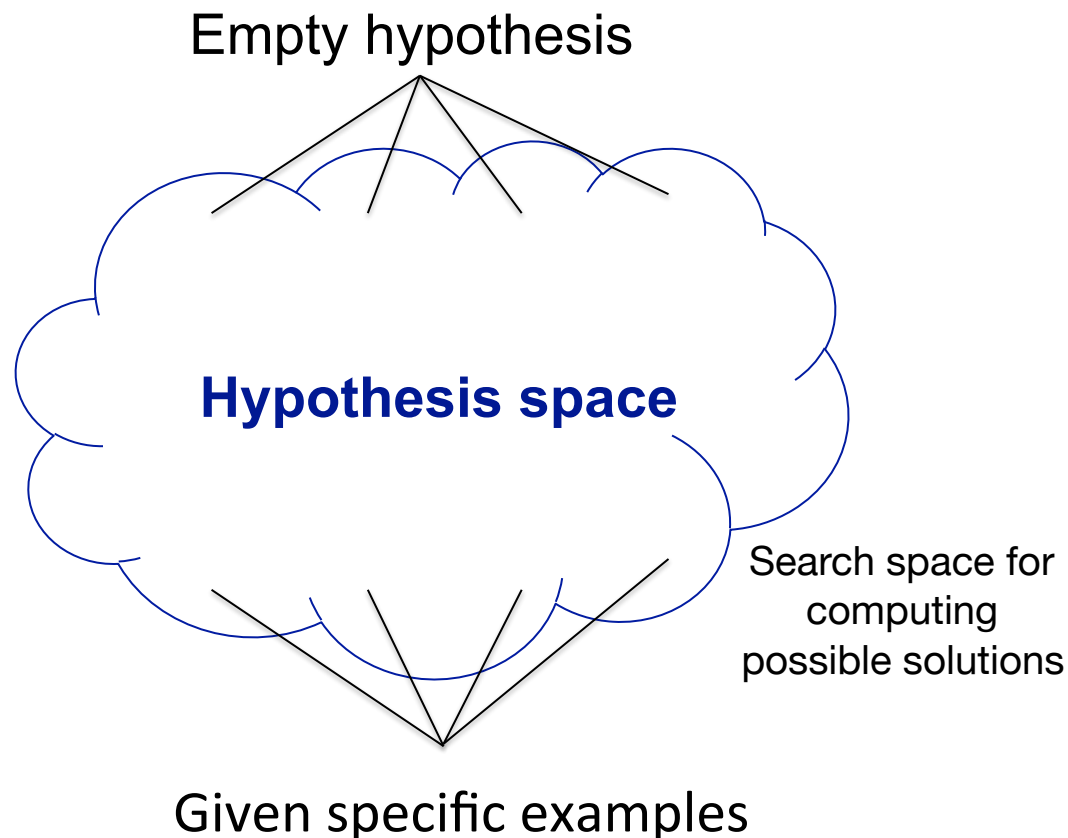 Empty hypothesis
Hypothesis space
Search space for
computing
possible solutions
Given specific examples